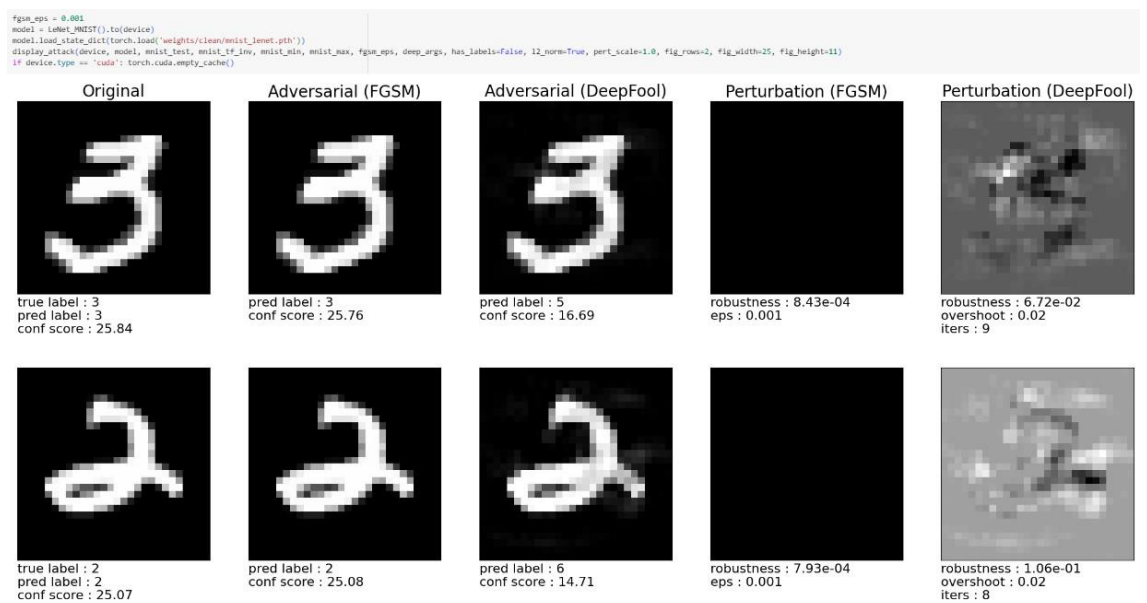 fgsm_eps = 0.001
model = LeNet_MNIST().to(device)
model.load_state_dict(torch.load('weights/clean/mnist_lenet.pth'))
display_attack(device, model, mnist_test, mnist_tf_inv, mnist_min, mnist_max, fgsm_eps, deep_args, has_labels=False, l2_norm=True, pert_scale=1.0, fig_rows=2, fig_width=25, fig_height=11)
if device.type == 'cuda': torch.cuda.empty_cache()
Original Adversarial (FGSM) Adversarial (DeepFool) Perturbation (FGSM) Perturbation (DeepFool)
true label : 3 pred label : 3 pred label : 5 robustness : 8.43e-04 robustness : 6.72e-02
pred label : 3 conf score : 25.76 conf score : 16.69 eps : 0.001 overshoot : 0.02
conf score : 25.84 iters : 9
true label : 2 pred label : 2 pred label : 6 robustness : 7.93e-04 robustness : 1.06e-01
pred label : 2 conf score : 25.08 conf score : 14.71 eps : 0.001 overshoot : 0.02
conf score : 25.07 iters : 8